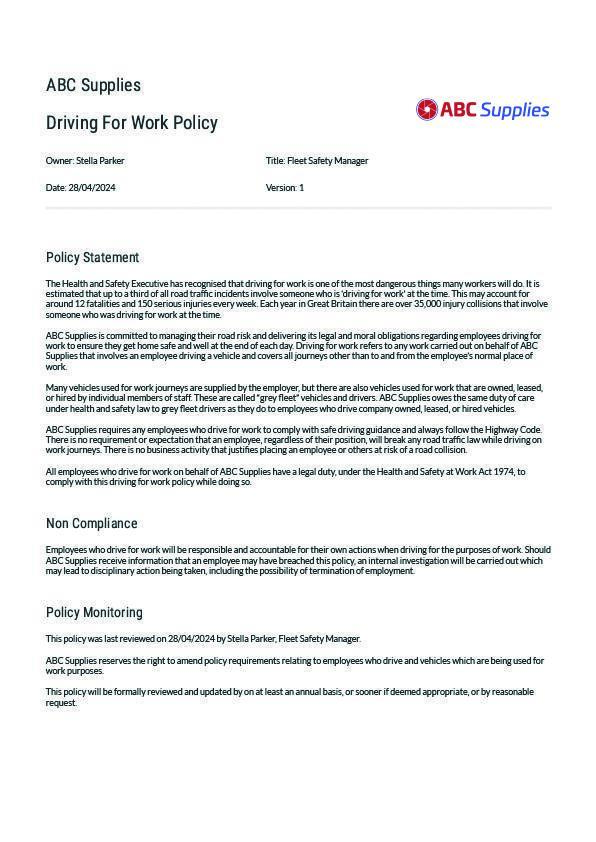 ABC Supplies
ABC Supplies
Driving For Work Policy
Owner: Stella Parker
Title: Fleet Safety Manager
Date: 28/04/2024
Version: 1
Policy Statement
The Health and Safety Executive has recognised that driving for work is one of the most dangerous things many workers will do. It is
estimated that up to a third of all road traffic incidents involve someone who is 'driving for work' at the time. This may account for
around 12 fatalities and 150 serious injuries every week. Each year in Great Britain there are over 35,000 injury collisions that involve
someone who was driving for work at the time.
ABC Supplies is committed to managing their road risk and delivering its legal and moral obligations regarding employees driving for
work to ensure they get home safe and well at the end of each day. Driving for work refers to any work carried out on behalf of ABC
Supplies that involves an employee driving a vehicle and covers all journeys other than to and from the employee's normal place of
work.
Many vehicles used for work journeys are supplied by the employer, but there are also vehicles used for work that are owned, leased,
or hired by individual members of staff. These are called "grey fleet" vehicles and drivers. ABC Supplies owes the same duty of care
under health and safety law to grey fleet drivers as they do to employees who drive company owned, leased, or hired vehicles.
ABC Supplies requires any employees who drive for work to comply with safe driving guidance and always follow the Highway Code.
There is no requirement or expectation that an employee, regardless of their position, will break any road traffic law while driving on
work journeys. There is no business activity that justifies placing an employee or others at risk of a road collision.
All employees who drive for work on behalf of ABC Supplies have a legal duty, under the Health and Safety at Work Act 1974, to
comply with this driving for work policy while doing so.
Non Compliance
Employees who drive for work will be responsible and accountable for their own actions when driving for the purposes of work. Should
ABC Supplies receive information that an employee may have breached this policy, an internal investigation will be carried out which
may lead to disciplinary action being taken, including the possibility of termination of employment.
Policy Monitoring
This policy was last reviewed on 28/04/2024 by Stella Parker, Fleet Safety Manager.
ABC Supplies reserves the right to amend policy requirements relating to employees who drive and vehicles which are being used for
work purposes.
This policy will be formally reviewed and updated by on at least an annual basis, or sooner if deemed appropriate, or by reasonable
request.